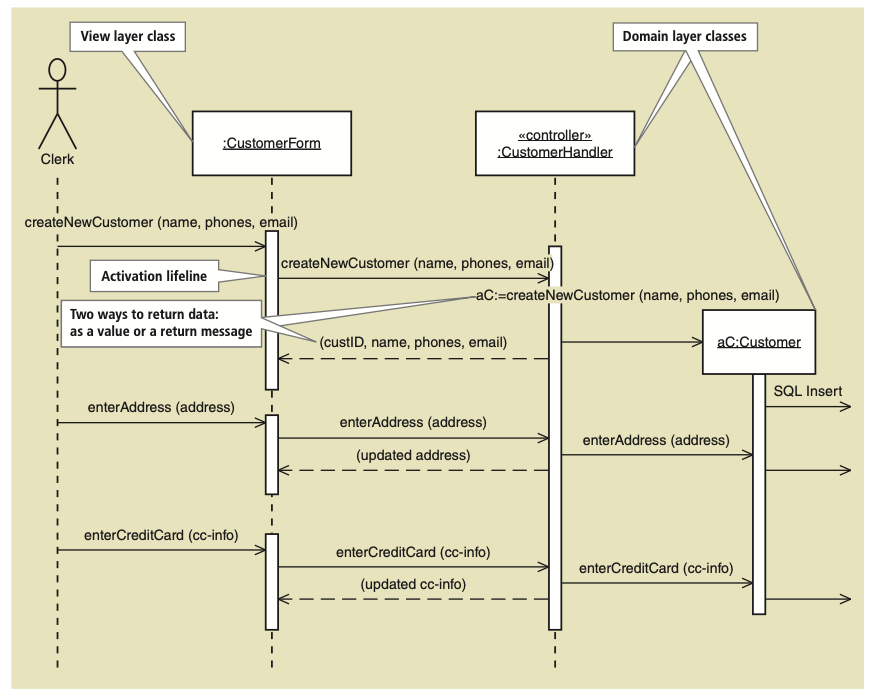 View layer class
Domain layer classes
Clerk
:CustomerForm
«controller»
:CustomerHandler
createNewCustomer (name, phones, email)
createNewCustomer (name, phones, email)
Activation lifeline
aC:=createNewCustomer (name, phones, email)
Two ways to return data:
as a value or a return message
(custID, name, phones, email)
aC:Customer
SQL Insert
enterAddress (address)
enterAddress (address)
enterAddress (address)
(updated address)
enterCreditCard (cc-info)
enterCreditCard (cc-info)
enterCreditCard (cc-info)
(updated cc-info)